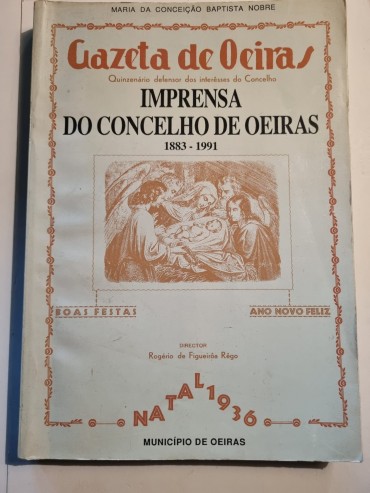 MARIA DA CONCEIÇÃO BAPTISTA NOBRE
Gazeta de Oeiras
Quinzenário defensor dos interêsses do Concelho
IMPRENSA
DO CONCELHO DE OEIRAS
1883 - 1991
BOAS FESTAS
ANO NOVO FELIZ
DIRECTOR
Rogério de Figueirôa Rêgo
NATAL 1936
MUNICÍPIO DE OEIRAS